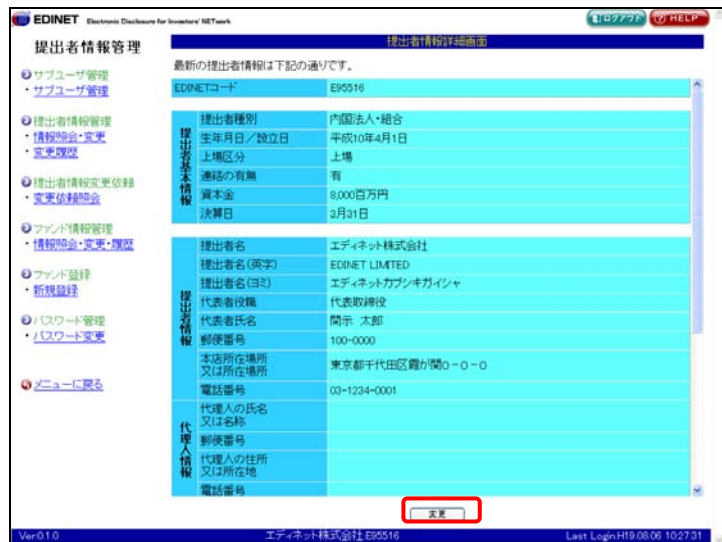 EDINET Electronic Disclosure for Investors' NETwork
ログアウト HELP
提出者情報管理
サブユーザ管理
・サブユーザ管理
提出者情報管理
・情報照会・変更
・変更履歴
提出者情報変更依頼
・変更依頼照会
ファンド情報管理
・情報照会・変更・履歴
ファンド登録
・新規登録
パスワード管理
・パスワード変更
メニューに戻る
提出者情報詳細画面
最新の提出者情報は下記の通りです。
EDINETコード E95516
提出者基本情報
提出者種別 内国法人・組合
生年月日／設立日 平成10年4月1日
上場区分 上場
連結の有無 有
資本金 8,000百万円
決算日 3月31日
提出者情報
提出者名 エディネット株式会社
提出者名（英字） EDINET LIMITED
提出者名（ヨミ） エディネットカブシキガイシャ
代表者役職 代表取締役
代表者氏名 開示 太郎
郵便番号 100-0000
本店所在場所
又は所在場所 東京都千代田区霞が関０－０－０
電話番号 03-1234-0001
代理人情報
代理人の氏名
又は名称
郵便番号
代理人の住所
又は所在地
電話番号
変更
Ver0.1.0 エディネット株式会社 E95516 Last Login:H19.08.06 10:27:31